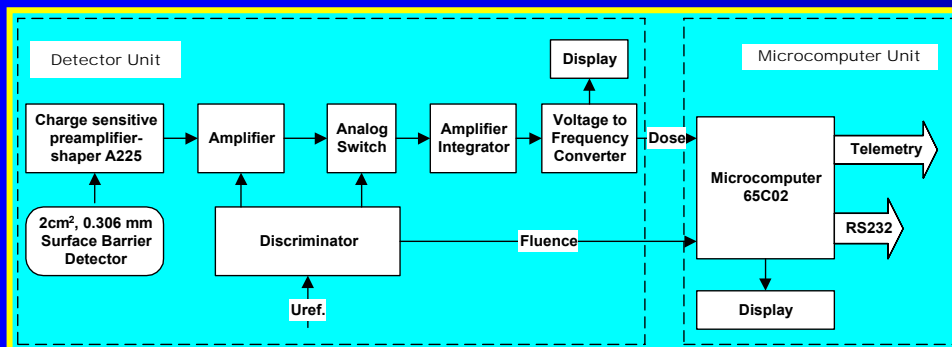 Detector Unit
Microcomputer Unit
Display
Charge sensitive
preamplifier-
shaper A225
Amplifier
Analog
Switch
Amplifier
Integrator
Voltage to
Frequency
Converter
Dose
Microcomputer
65C02
Telemetry
RS232
2cm², 0.306 mm
Surface Barrier
Detector
Discriminator
Fluence
Uref.
Display